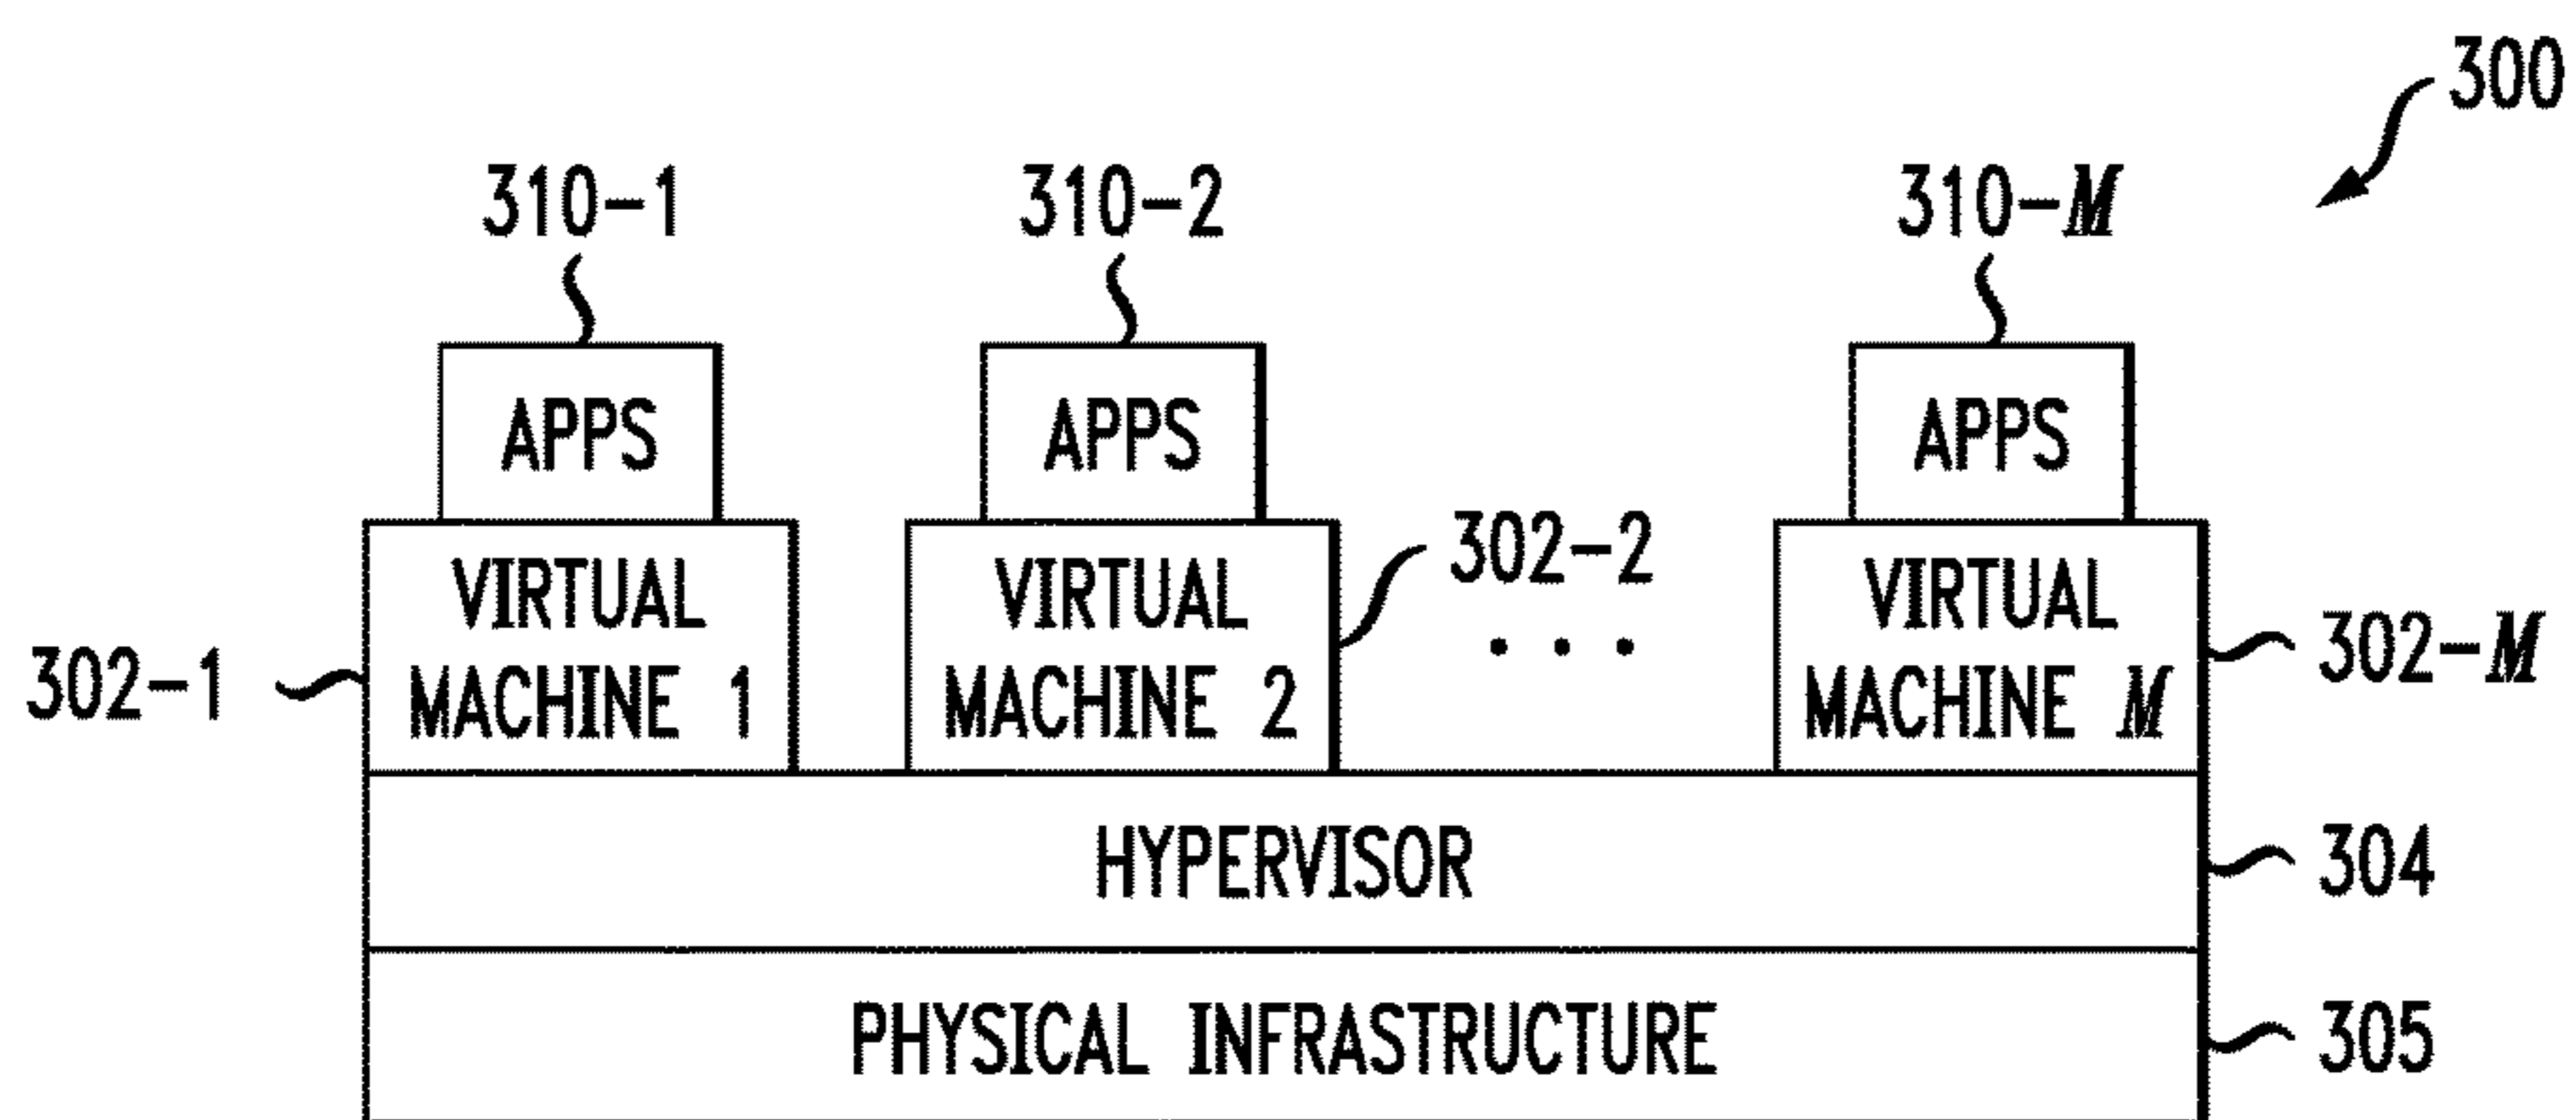 300
310-1
310-2
310-M
APPS
APPS
APPS
302-2
VIRTUAL
MACHINE 1
VIRTUAL
MACHINE 2
. . .
VIRTUAL
MACHINE M
302-1
302-M
HYPERVISOR
304
PHYSICAL INFRASTRUCTURE
305